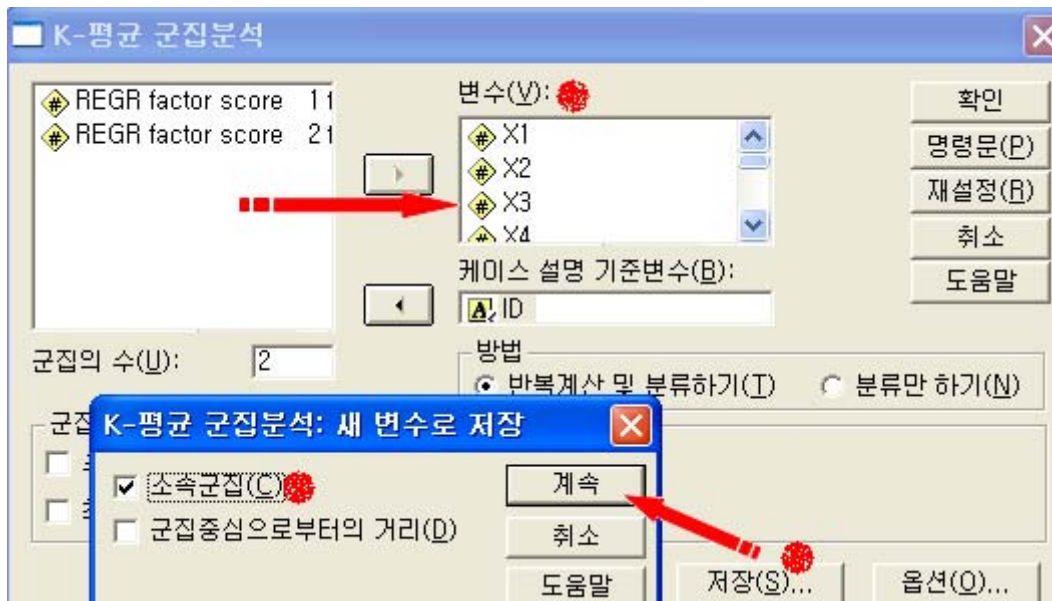 K-평균 군집분석
REGR factor score 1 f
REGR factor score 2 f
변수(V):
X1
X2
X3
X4
케이스 설명 기준변수(B):
ID
확인
명령문(P)
재설정(R)
취소
도움말
군집의 수(U): 2
방법
반복계산 및 분류하기(T) 분류만 하기(N)
군집
K-평균 군집분석: 새 변수로 저장
소속군집(C)
군집중심으로부터의 거리(D)
계속
취소
도움말
저장(S)... 옵션(O)...